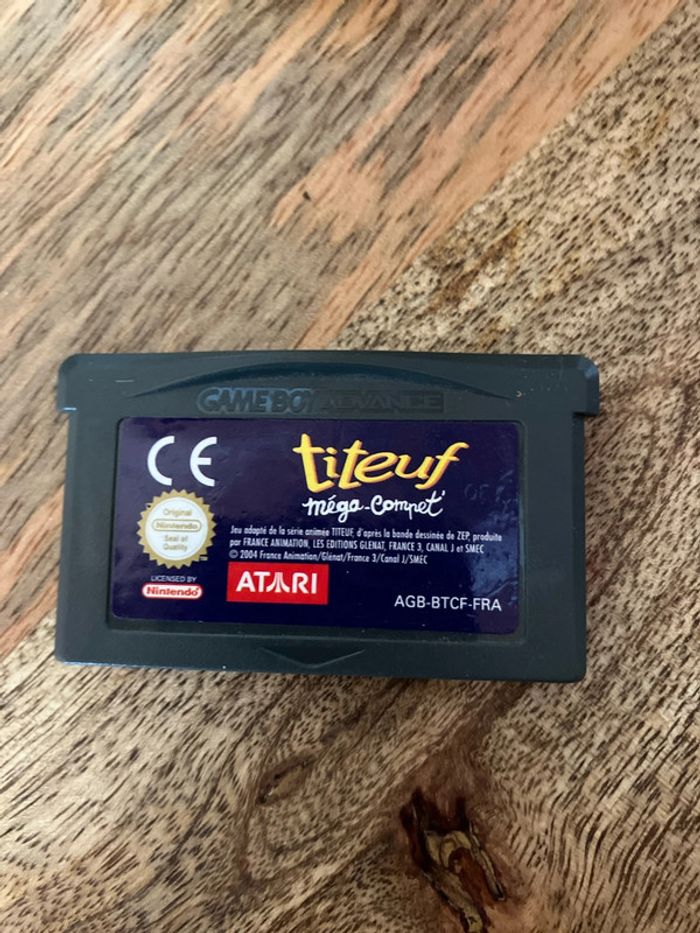 GAME BOY ADVANCE
CE
titeuf
méga-compet'
Original
Nintendo
Seal of
Quality
TM
Jeu adapté de la série animée TITEUF, d'après la bande dessinée de ZEP, produite
par FRANCE ANIMATION, LES EDITIONS GLENAT, FRANCE 3, CANAL J et SMEC
© 2004 France Animation/Glénat/France 3/Canal J/SMEC
LICENSED BY
Nintendo
ATARI
AGB-BTCF-FRA